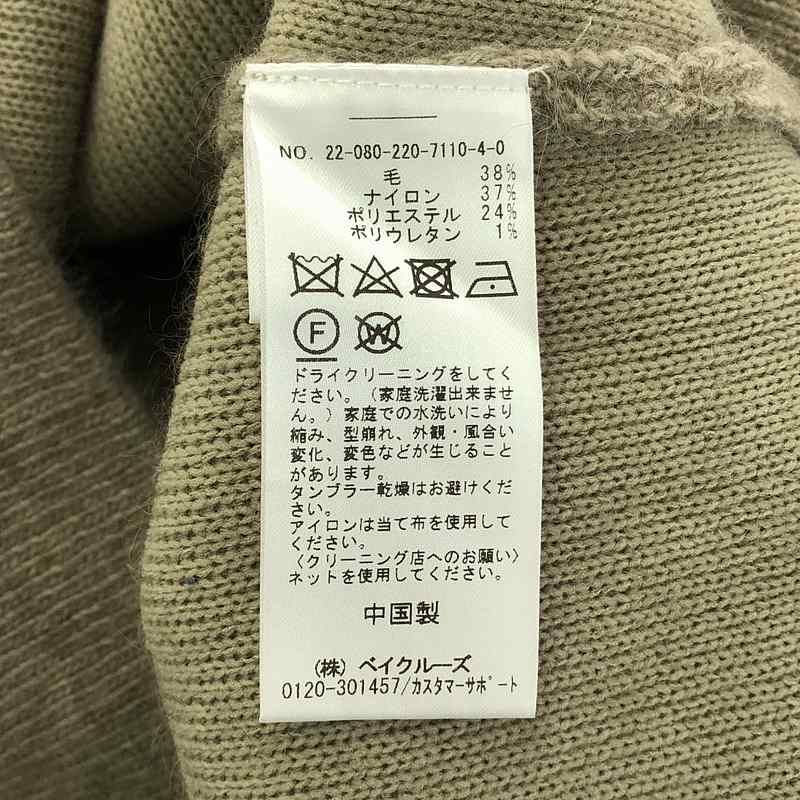 NO. 22-080-220-7110-4-0
毛 38%
ナイロン 37%
ポリエステル 24%
ポリウレタン 1%
F W
ドライクリーニングをしてく
ださい。（家庭洗濯出来ませ
ん。）家庭での水洗いにより
縮み、型崩れ、外観・風合い
変化、変色などが生じること
があります。
タンブラー乾燥はお避けくだ
さい。
アイロンは当て布を使用して
ください。
〈クリーニング店へのお願い〉
ネットを使用してください。
中国製
（株）ベイクルーズ
0120-301457/ｶｽﾀﾏｰｻﾎﾟｰﾄ